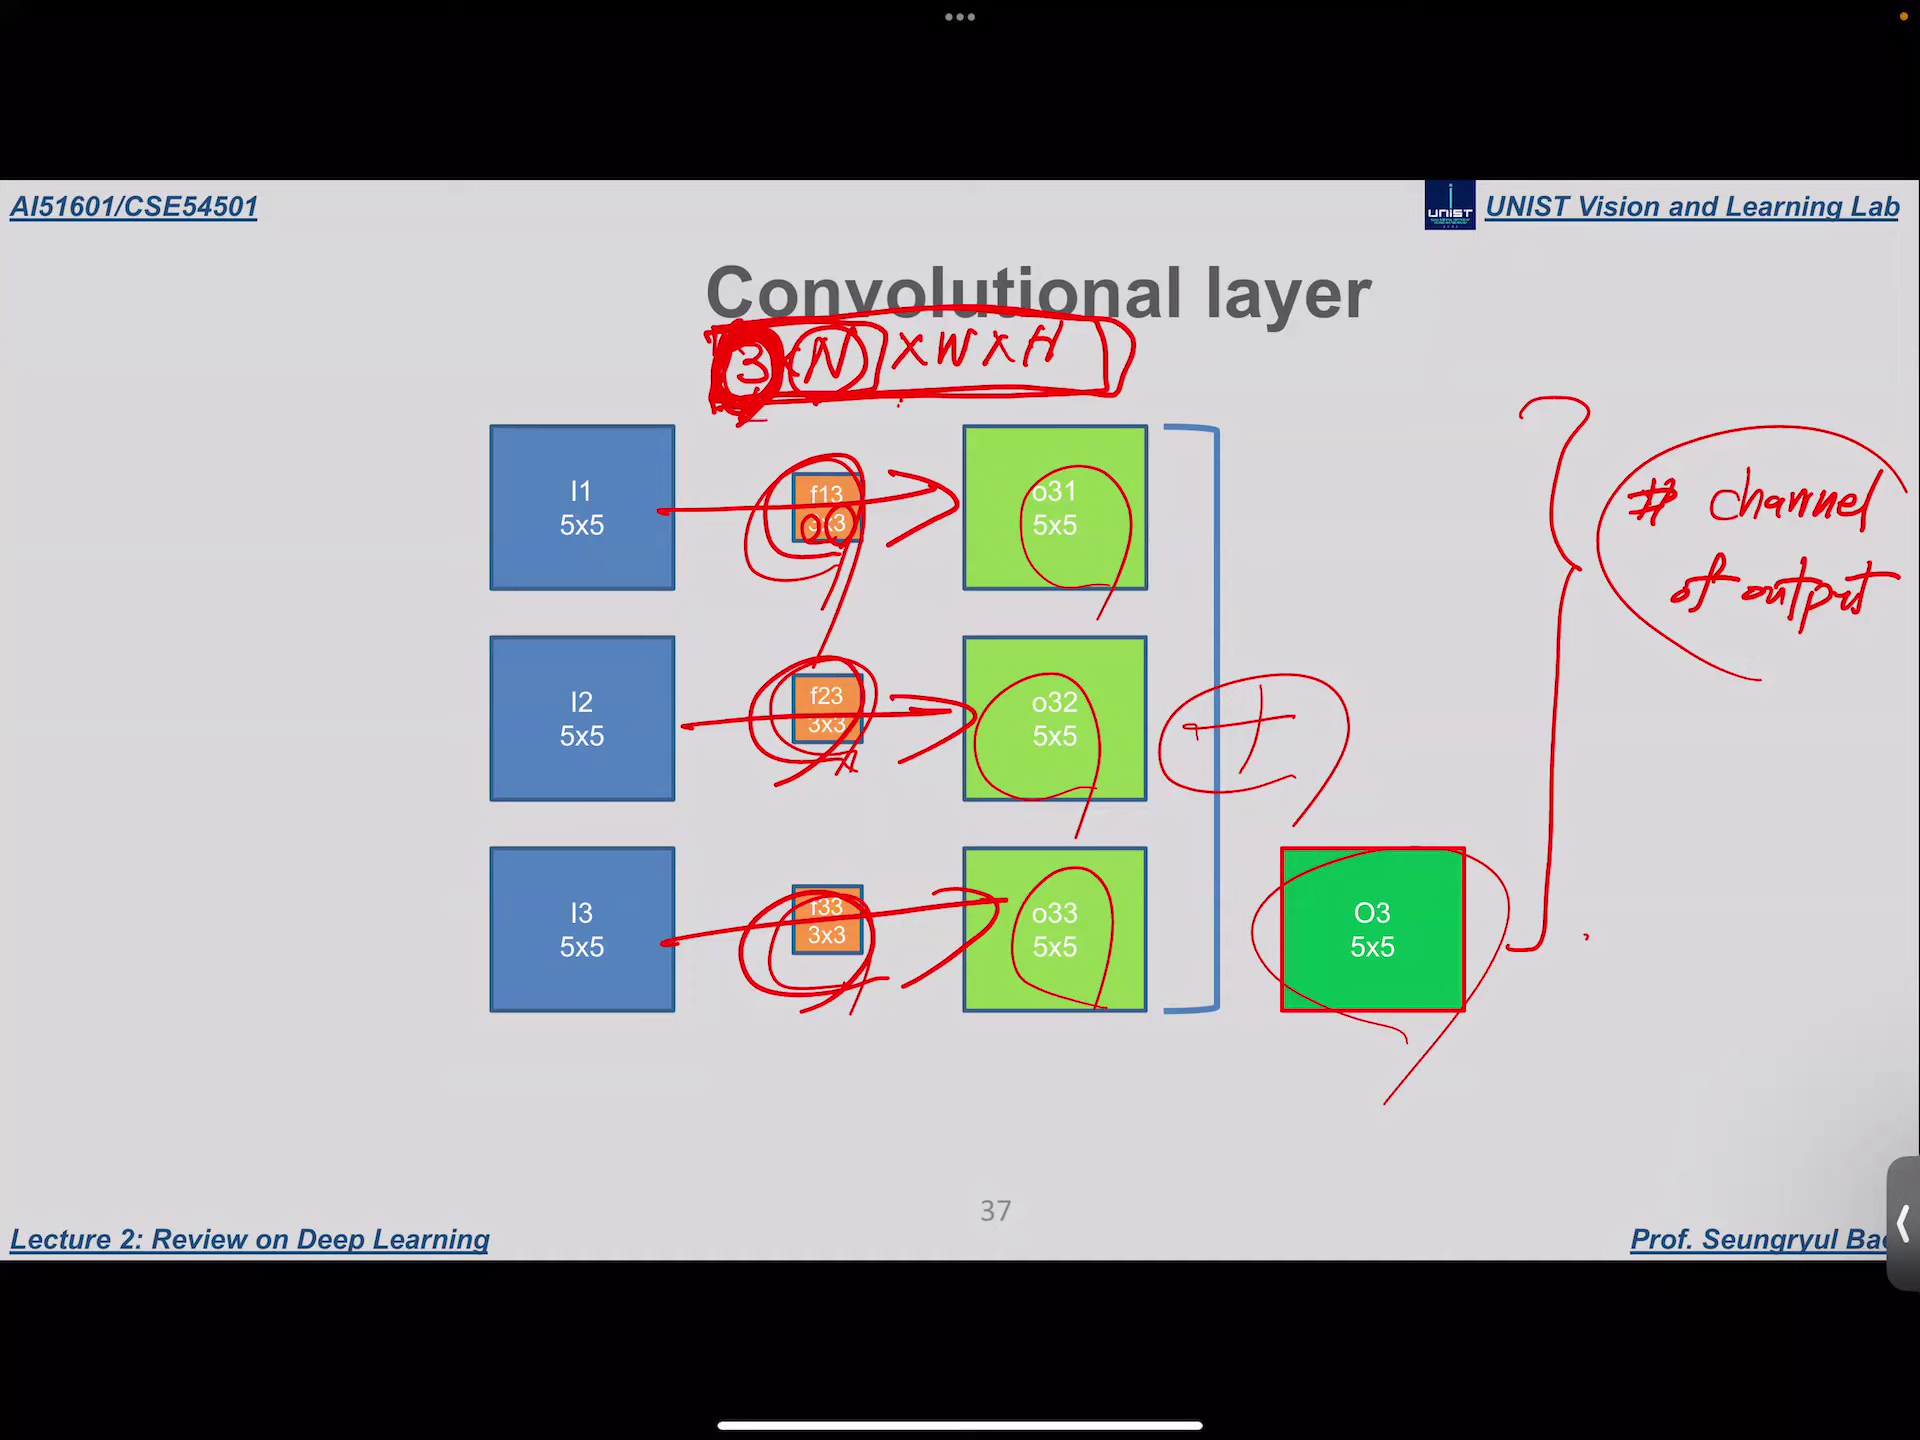 AI51601/CSE54501
UNIST
UNIST Vision and Learning Lab
Convolutional layer
3 × N × W × H
I1
5x5
f13
3x3
o31
5x5
# channel
of output
I2
5x5
f23
3x3
o32
5x5
+
I3
5x5
f33
3x3
o33
5x5
O3
5x5
37
Lecture 2: Review on Deep Learning
Prof. Seungryul Bae